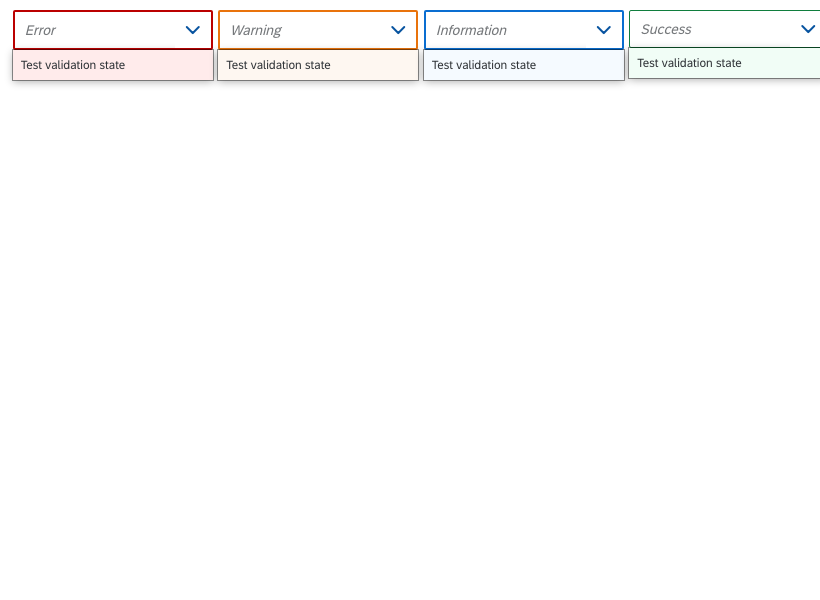 Error
Warning
Information
Success
Test validation state
Test validation state
Test validation state
Test validation state